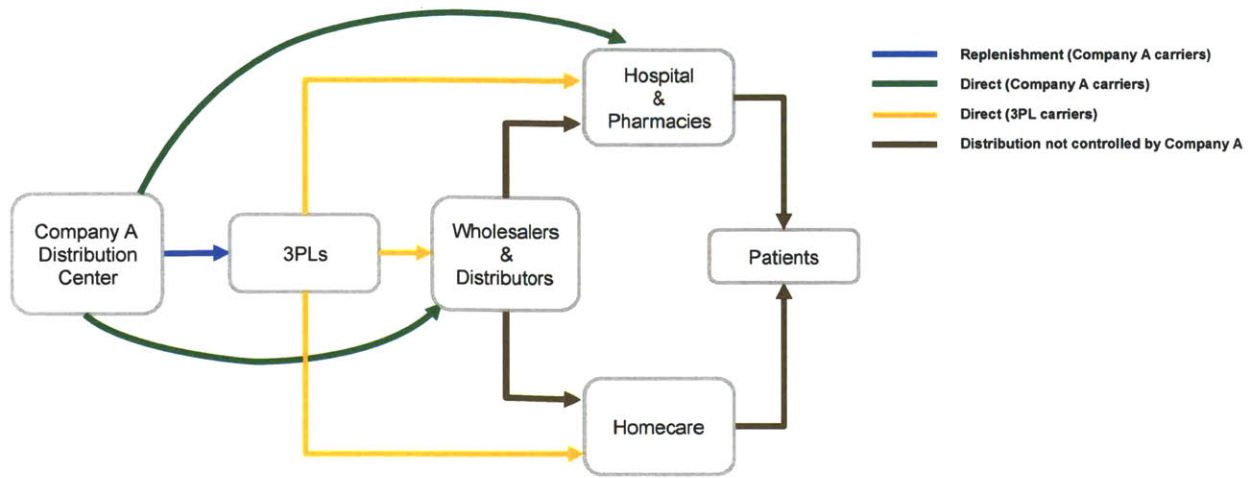 Hospital
&
Pharmacies
Replenishment (Company A carriers)
Direct (Company A carriers)
Direct (3PL carriers)
Distribution not controlled by Company A
Company A
Distribution
Center
3PLs
Wholesalers
&
Distributors
Patients
Homecare